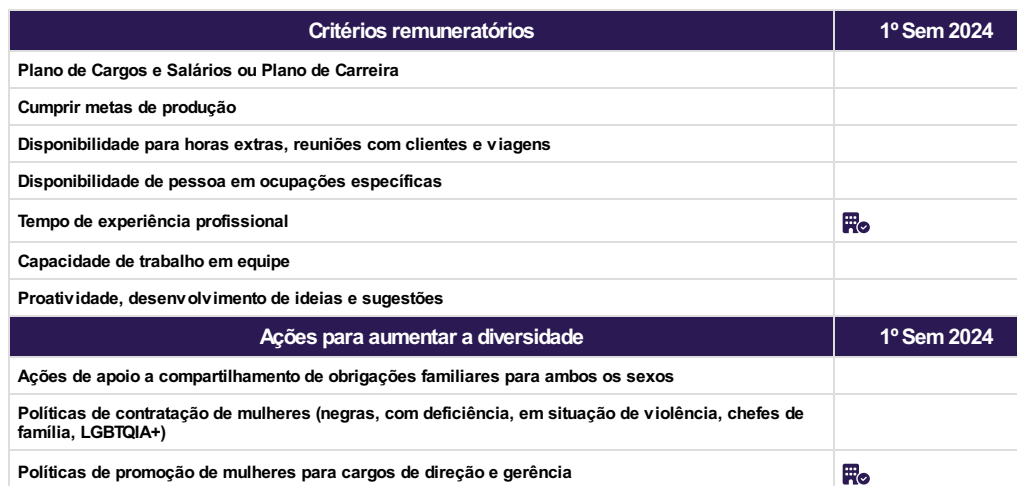 Critérios remuneratórios 1º Sem 2024
Plano de Cargos e Salários ou Plano de Carreira
Cumprir metas de produção
Disponibilidade para horas extras, reuniões com clientes e viagens
Disponibilidade de pessoa em ocupações específicas
Tempo de experiência profissional
Capacidade de trabalho em equipe
Proatividade, desenvolvimento de ideias e sugestões
Ações para aumentar a diversidade 1º Sem 2024
Ações de apoio a compartilhamento de obrigações familiares para ambos os sexos
Políticas de contratação de mulheres (negras, com deficiência, em situação de violência, chefes de
família, LGBTQIA+)
Políticas de promoção de mulheres para cargos de direção e gerência